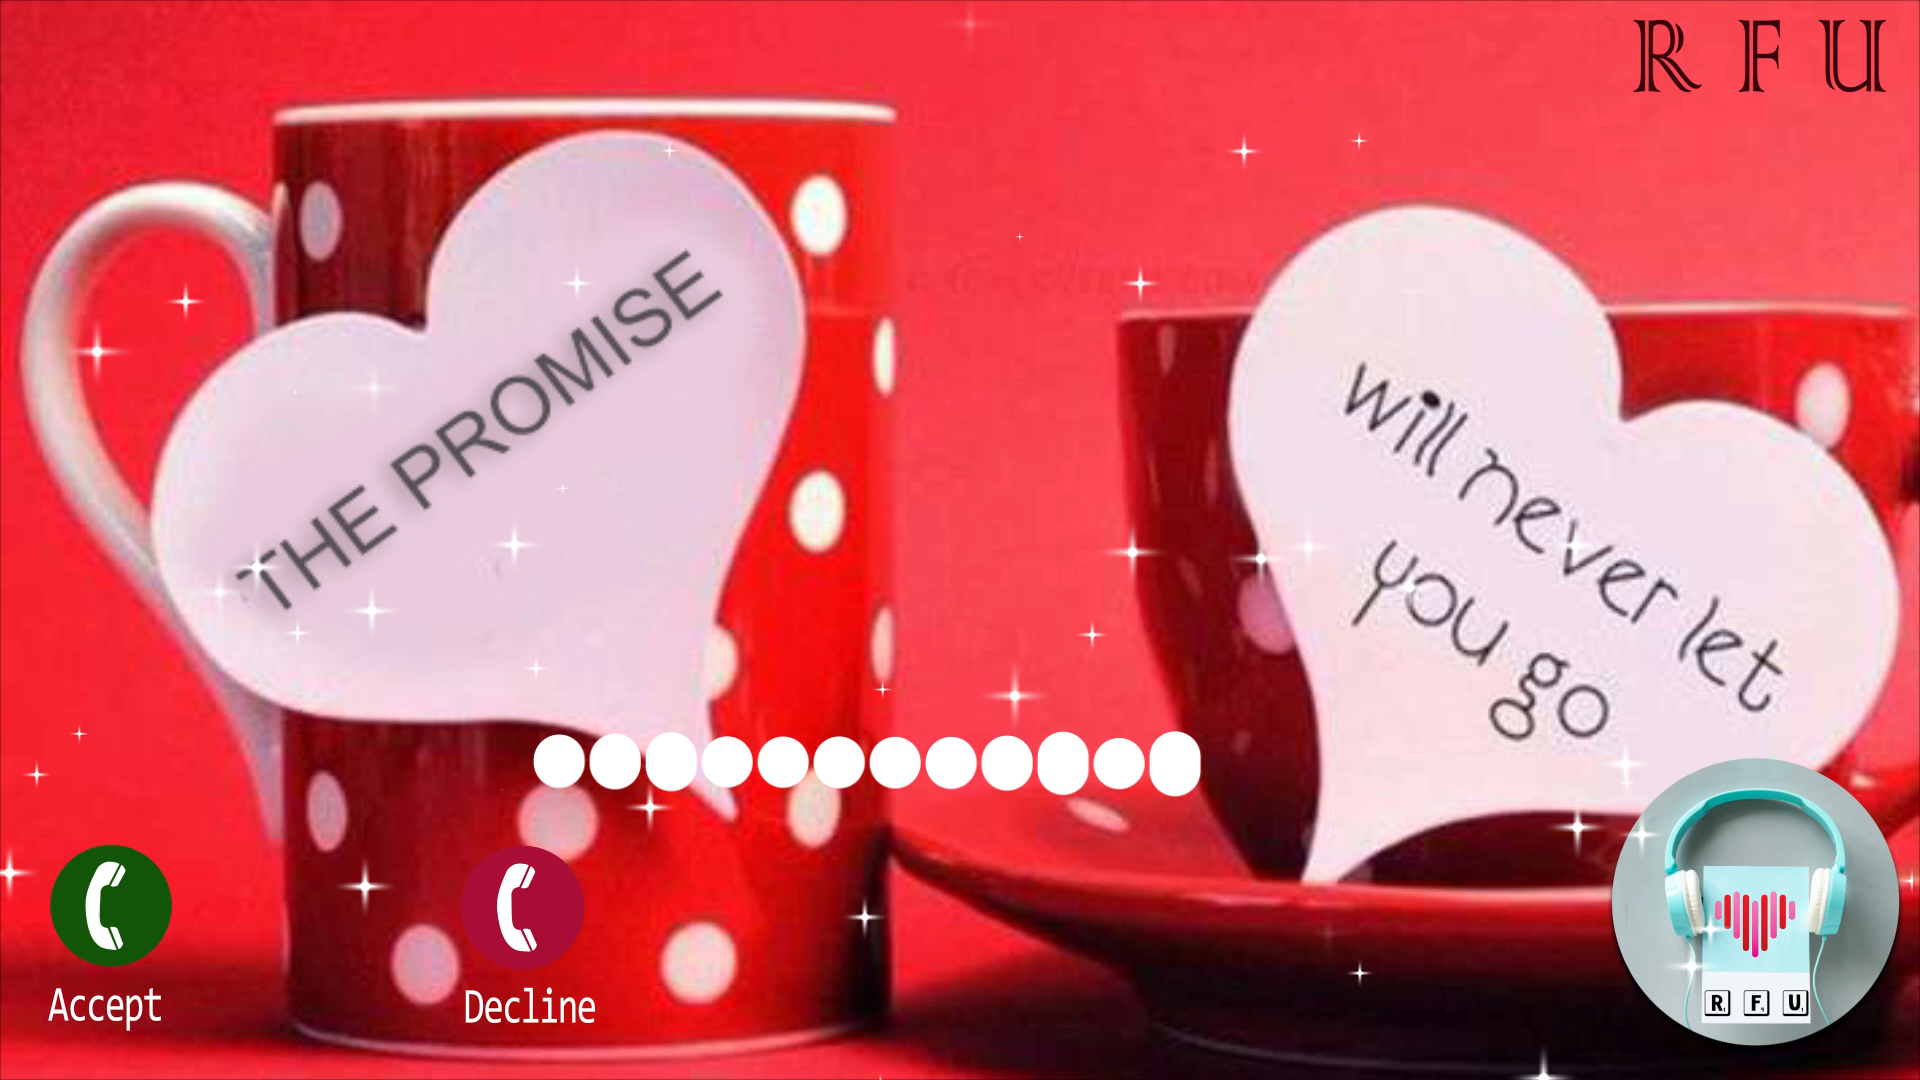 R F U
THE PROMISE
will never let
you go
Accept
Decline
R F U